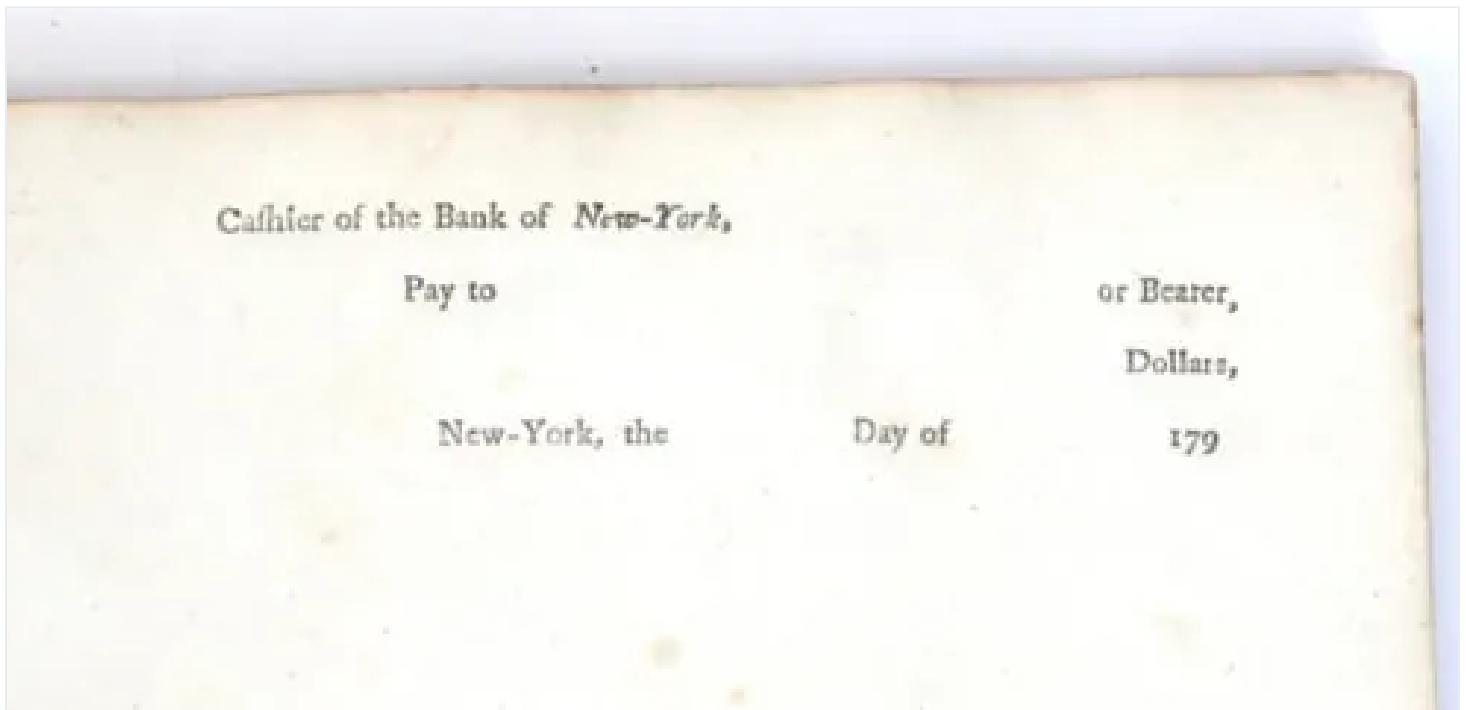 Caſhier of the Bank of New-York,
Pay to or Bearer,
Dollars,
New-York, the Day of 179